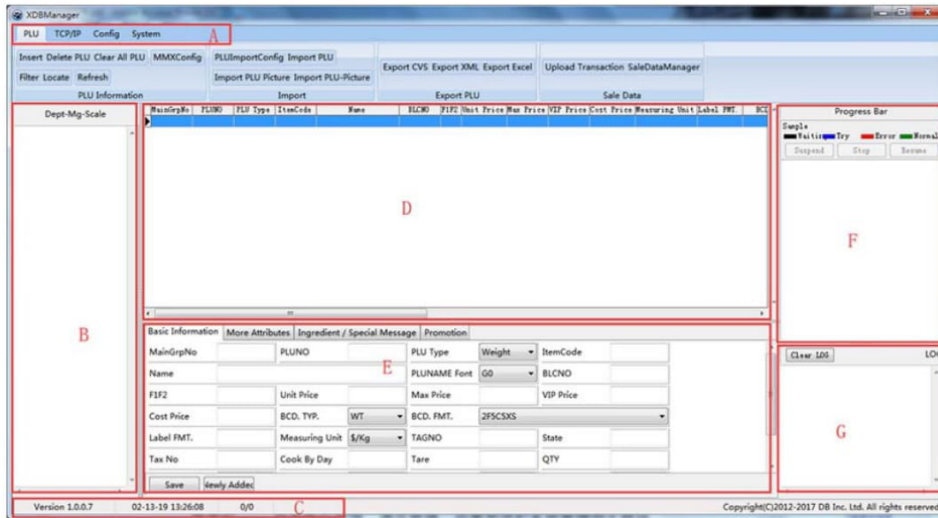 XDBManager
PLU TCP/IP Config System A
Insert Delete PLU Clear All PLU MMXConfig PLUImportConfig Import PLU
Export CVS Export XML Export Excel Upload Transaction SaleDataManager
Filter Locate Refresh Import PLU Picture Import PLU-Picture
PLU Information Import Export PLU Sale Data
Dept-Mg-Scale
MainGrpNo PLUNO PLU Type ItemCode Name BLCNO F1F2 Unit Price Max Price VIP Price Cost Price Measuring Unit Label FMT. BCD
Progress Bar
Sample
Waiting Try Error Normal
Suspend Stop Resume
D
F
B
Basic Information More Attributes Ingredient / Special Message Promotion
MainGrpNo PLUNO PLU Type Weight ItemCode
Name E PLUNAME Font G0 BLCNO
F1F2 Unit Price Max Price VIP Price
Cost Price BCD. TYP. WT BCD. FMT. 2F5C5XS
Label FMT. Measuring Unit $/Kg TAGNO State
Tax No Cook By Day Tare QTY
Save Newly Added
Clear LOG LOG
G
Version 1.0.0.7 02-13-19 13:26:08 0/0 C Copyright(C)2012-2017 DB Inc. Ltd. All rights reserved